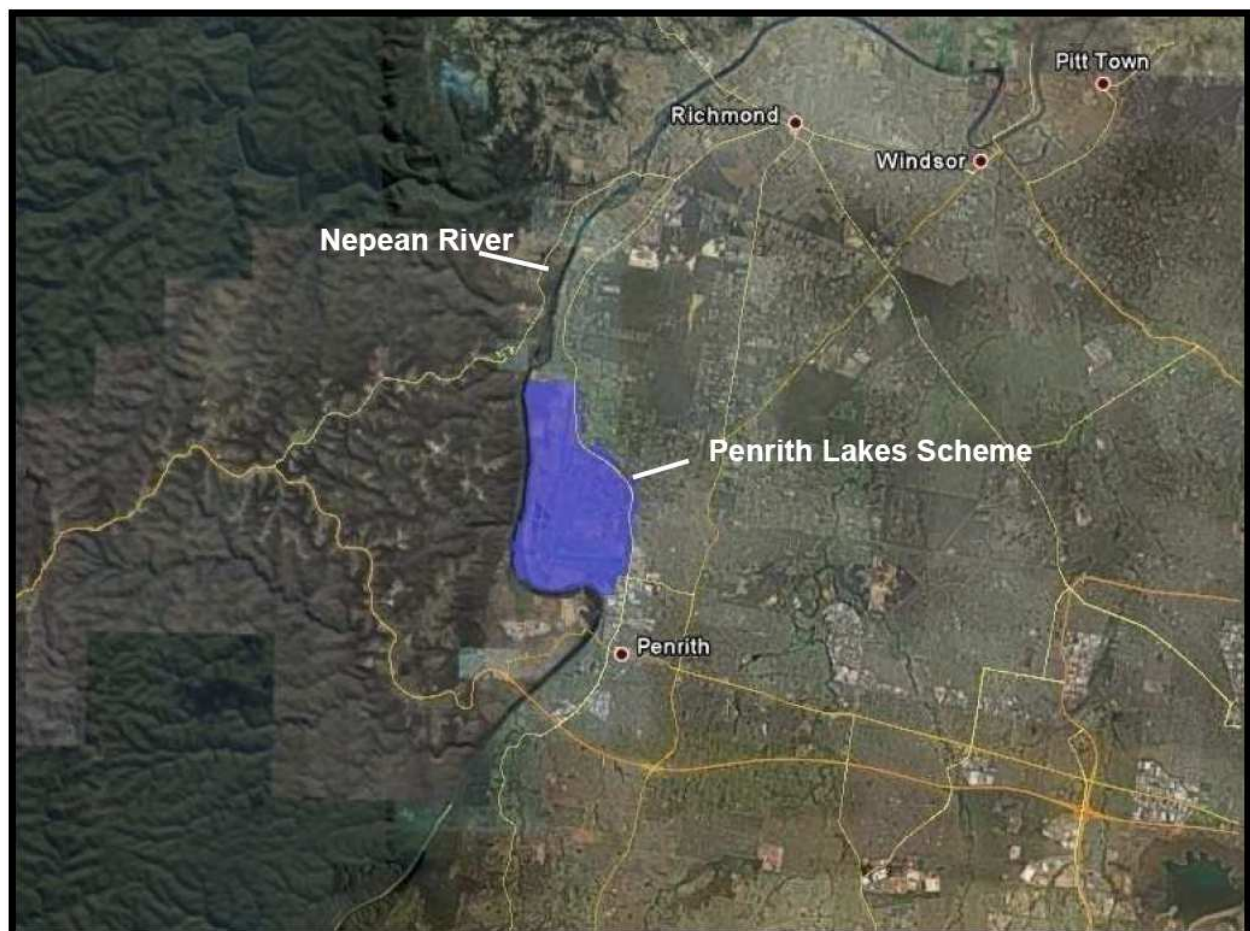 Pitt Town
Richmond
Windsor
Nepean River
Penrith Lakes Scheme
Penrith